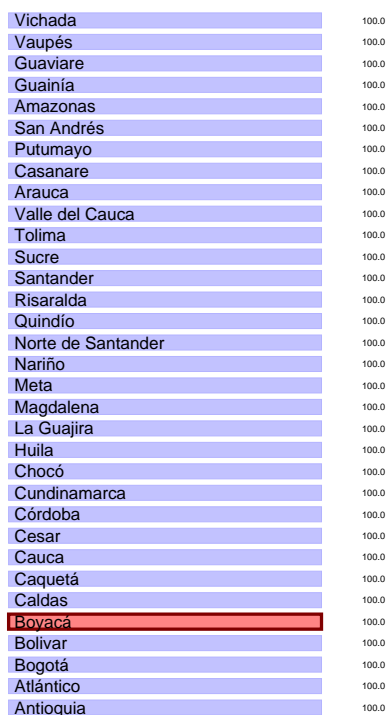 Vichada 100.0
Vaupés 100.0
Guaviare 100.0
Guainía 100.0
Amazonas 100.0
San Andrés 100.0
Putumayo 100.0
Casanare 100.0
Arauca 100.0
Valle del Cauca 100.0
Tolima 100.0
Sucre 100.0
Santander 100.0
Risaralda 100.0
Quindío 100.0
Norte de Santander 100.0
Nariño 100.0
Meta 100.0
Magdalena 100.0
La Guajira 100.0
Huila 100.0
Chocó 100.0
Cundinamarca 100.0
Córdoba 100.0
Cesar 100.0
Cauca 100.0
Caquetá 100.0
Caldas 100.0
Boyacá 100.0
Bolivar 100.0
Bogotá 100.0
Atlántico 100.0
Antioquia 100.0